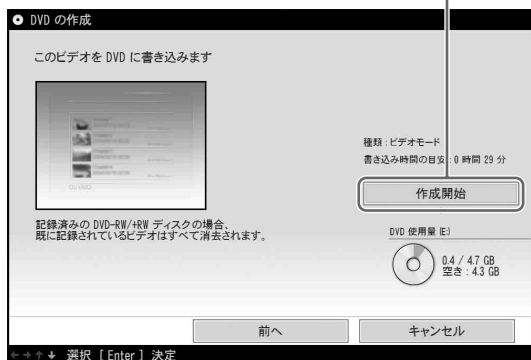 DVD の作成
このビデオを DVD に書き込みます
種類 : ビデオモード
書き込み時間の目安 : 0 時間 29 分
作成開始
記録済みの DVD-RW/+RW ディスクの場合、
既に記録されているビデオはすべて消去されます。
DVD 使用量 (E:)
0.4 / 4.7 GB
空き : 4.3 GB
前へ
キャンセル
←→↑↓ 選択 [Enter] 決定